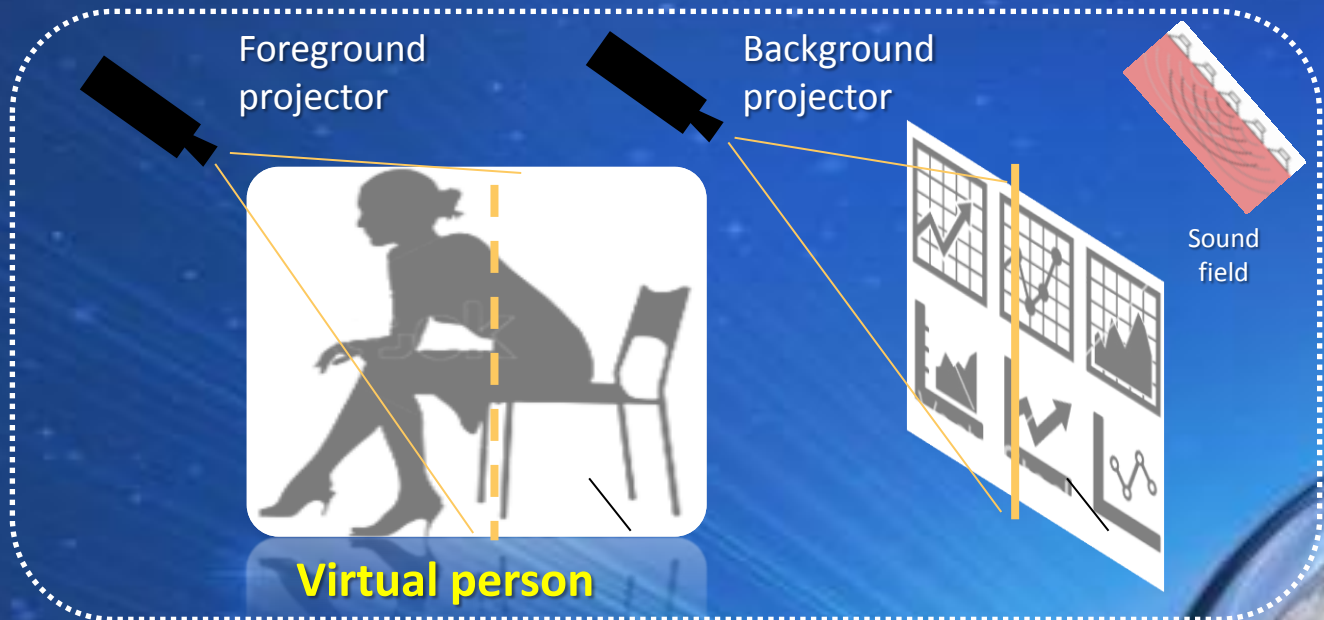 Foreground
projector
Background
projector
Sound
field
Virtual person